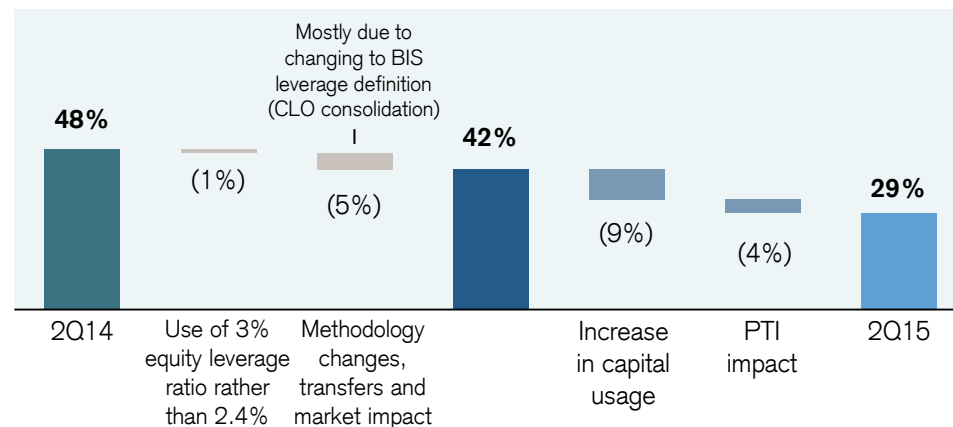 Mostly due to
changing to BIS
leverage definition
(CLO consolidation)
48%
(1%)
(5%)
42%
(9%)
(4%)
29%
2Q14
Use of 3%
equity leverage
ratio rather
than 2.4%
Methodology
changes,
transfers and
market impact
Increase
in capital
usage
PTI
impact
2Q15